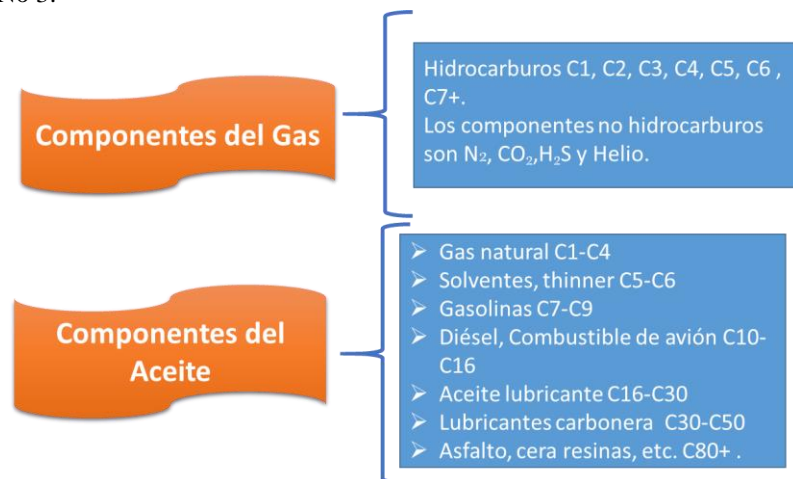 Componentes del Gas
Hidrocarburos C1, C2, C3, C4, C5, C6 ,
C7+.
Los componentes no hidrocarburos
son N₂, CO₂,H₂S y Helio.
Componentes del
Aceite
➢ Gas natural C1-C4
➢ Solventes, thinner C5-C6
➢ Gasolinas C7-C9
➢ Diésel, Combustible de avión C10-
C16
➢ Aceite lubricante C16-C30
➢ Lubricantes carbonera C30-C50
➢ Asfalto, cera resinas, etc. C80+ .